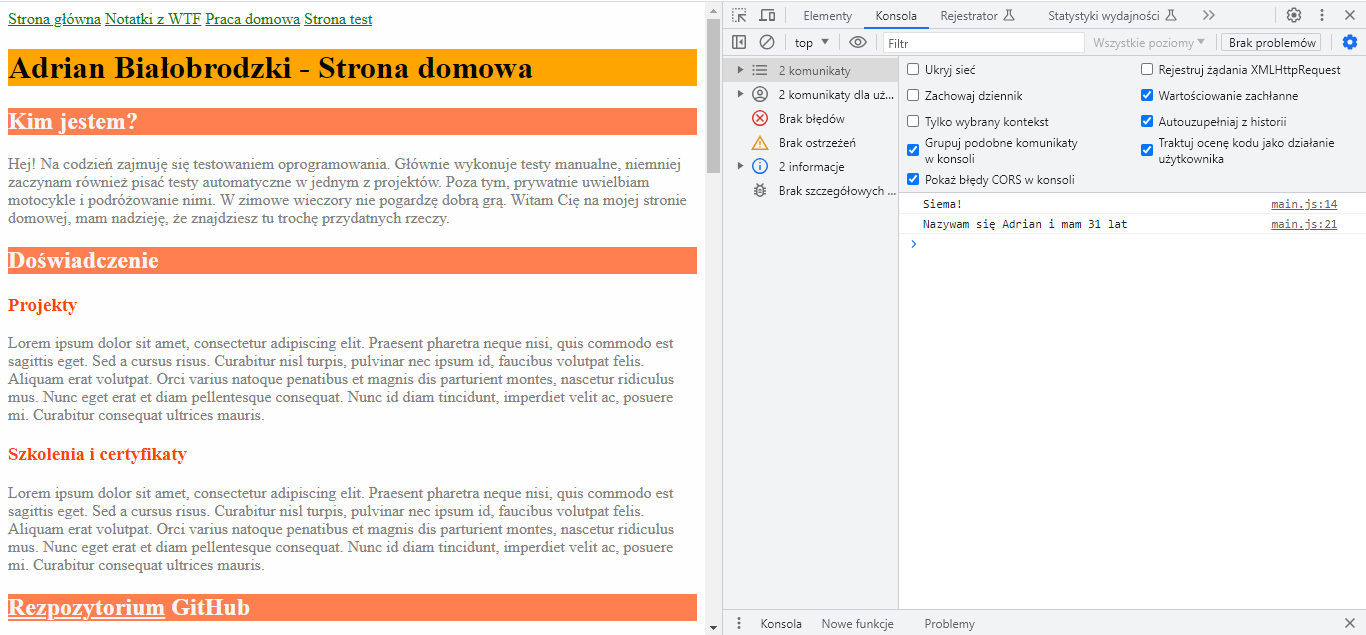 Strona główna Notatki z WTF Praca domowa Strona test
Adrian Białobrodzki - Strona domowa
Kim jestem?
Hej! Na codzień zajmuję się testowaniem oprogramowania. Głównie wykonuje testy manualne, niemniej
zaczynam również pisać testy automatyczne w jednym z projektów. Poza tym, prywatnie uwielbiam
motocykle i podróżowanie nimi. W zimowe wieczory nie pogardzę dobrą grą. Witam Cię na mojej stronie
domowej, mam nadzieję, że znajdziesz tu trochę przydatnych rzeczy.
Doświadczenie
Projekty
Lorem ipsum dolor sit amet, consectetur adipiscing elit. Praesent pharetra neque nisi, quis commodo est
sagittis eget. Sed a cursus risus. Curabitur nisl turpis, pulvinar nec ipsum id, faucibus volutpat felis.
Aliquam erat volutpat. Orci varius natoque penatibus et magnis dis parturient montes, nascetur ridiculus
mus. Nunc eget erat et diam pellentesque consequat. Nunc id diam tincidunt, imperdiet velit ac, posuere
mi. Curabitur consequat ultrices mauris.
Szkolenia i certyfikaty
Lorem ipsum dolor sit amet, consectetur adipiscing elit. Praesent pharetra neque nisi, quis commodo est
sagittis eget. Sed a cursus risus. Curabitur nisl turpis, pulvinar nec ipsum id, faucibus volutpat felis.
Aliquam erat volutpat. Orci varius natoque penatibus et magnis dis parturient montes, nascetur ridiculus
mus. Nunc eget erat et diam pellentesque consequat. Nunc id diam tincidunt, imperdiet velit ac, posuere
mi. Curabitur consequat ultrices mauris.
Rezpozytorium GitHub
Elementy Konsola Rejestrator Statystyki wydajności
top Filtr Wszystkie poziomy Brak problemów
2 komunikaty
2 komunikaty dla uż...
Brak błędów
Brak ostrzeżeń
2 informacje
Brak szczegółowych ...
Ukryj sieć
Zachowaj dziennik
Tylko wybrany kontekst
Grupuj podobne komunikaty
w konsoli
Pokaż błędy CORS w konsoli
Rejestruj żądania XMLHttpRequest
Wartościowanie zachłanne
Autouzupełniaj z historii
Traktuj ocenę kodu jako działanie
użytkownika
Siema! main.js:14
Nazywam się Adrian i mam 31 lat main.js:21
Konsola Nowe funkcje Problemy